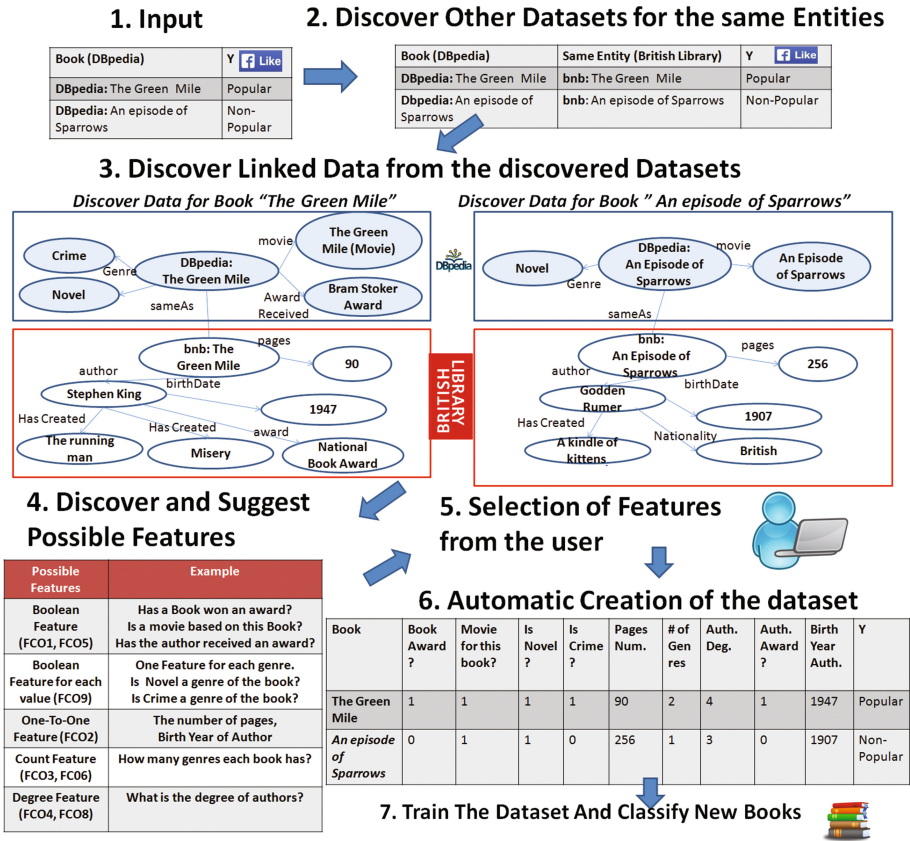 1. Input
2. Discover Other Datasets for the same Entities
Book (DBpedia) Y f Like
DBpedia: The Green Mile Popular
DBpedia: An episode of Non-
Sparrows Popular
Book (DBpedia) Same Entity (British Library) Y f Like
DBpedia: The Green Mile bnb: The Green Mile Popular
Dbpedia: An episode of bnb: An episode of Sparrows Non-Popular
Sparrows
3. Discover Linked Data from the discovered Datasets
Discover Data for Book “The Green Mile”
Discover Data for Book ” An episode of Sparrows”
Crime
Novel
Genre
DBpedia:
The Green Mile
movie
The Green
Mile (Movie)
Award
Received
Bram Stoker
Award
sameAs
DBpedia
Novel
Genre
DBpedia:
An Episode of
Sparrows
movie
An Episode
of Sparrows
sameAs
bnb: The
Green Mile
pages
90
author
birthDate
Stephen King
1947
Has Created
The running
man
Has Created
Misery
award
National
Book Award
BRITISH
LIBRARY
bnb:
An Episode of
Sparrows
pages
256
author
birthDate
Godden
Rumer
1907
Has Created
A kindle of
kittens
Nationality
British
4. Discover and Suggest
Possible Features
Possible
Features
Example
Boolean
Feature
(FCO1, FCO5)
Has a Book won an award?
Is a movie based on this Book?
Has the author received an award?
Boolean
Feature for each
value (FCO9)
One Feature for each genre.
Is Novel a genre of the book?
Is Crime a genre of the book?
One-To-One
Feature (FCO2)
The number of pages,
Birth Year of Author
Count Feature
(FCO3, FC06)
How many genres each book has?
Degree Feature
(FCO4, FCO8)
What is the degree of authors?
5. Selection of Features
from the user
6. Automatic Creation of the dataset
Book Book Movie Is Is Pages # of Auth. Auth. Birth Y
Award for this Novel Crime Num. Gen Deg. Award Year
? book? ? ? res ? Auth.
The Green 1 1 1 1 90 2 4 1 1947 Popular
Mile
An episode 0 1 1 0 256 1 3 0 1907 Non-
of Popular
Sparrows
7. Train The Dataset And Classify New Books